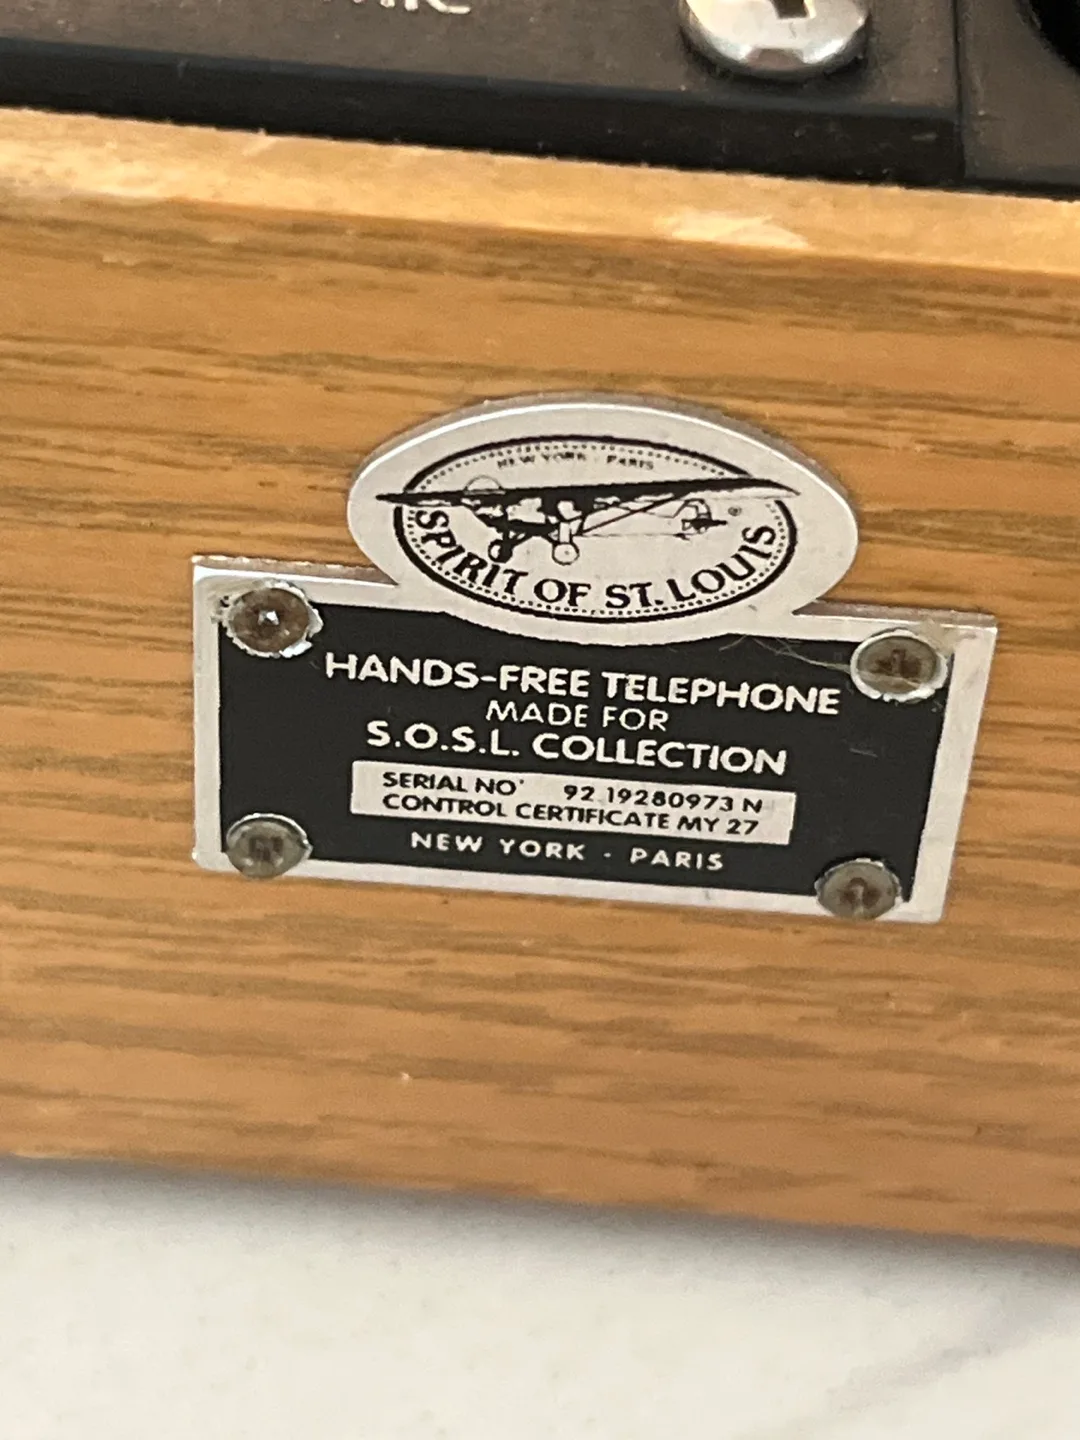 NEW YORK - PARIS
SPIRIT OF ST. LOUIS
®
HANDS-FREE TELEPHONE
MADE FOR
S.O.S.L. COLLECTION
SERIAL NO' 92 19280973 N
CONTROL CERTIFICATE MY 27
NEW YORK - PARIS